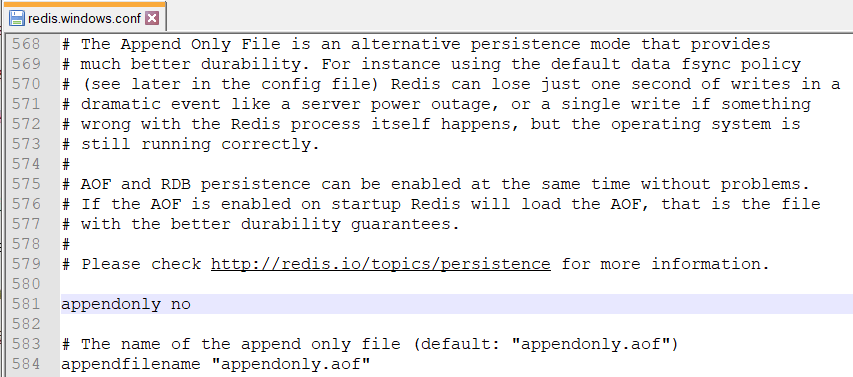 redis.windows.conf
568 # The Append Only File is an alternative persistence mode that provides
569 # much better durability. For instance using the default data fsync policy
570 # (see later in the config file) Redis can lose just one second of writes in a
571 # dramatic event like a server power outage, or a single write if something
572 # wrong with the Redis process itself happens, but the operating system is
573 # still running correctly.
574 #
575 # AOF and RDB persistence can be enabled at the same time without problems.
576 # If the AOF is enabled on startup Redis will load the AOF, that is the file
577 # with the better durability guarantees.
578 #
579 # Please check http://redis.io/topics/persistence for more information.
580
581 appendonly no
582
583 # The name of the append only file (default: "appendonly.aof")
584 appendfilename "appendonly.aof"